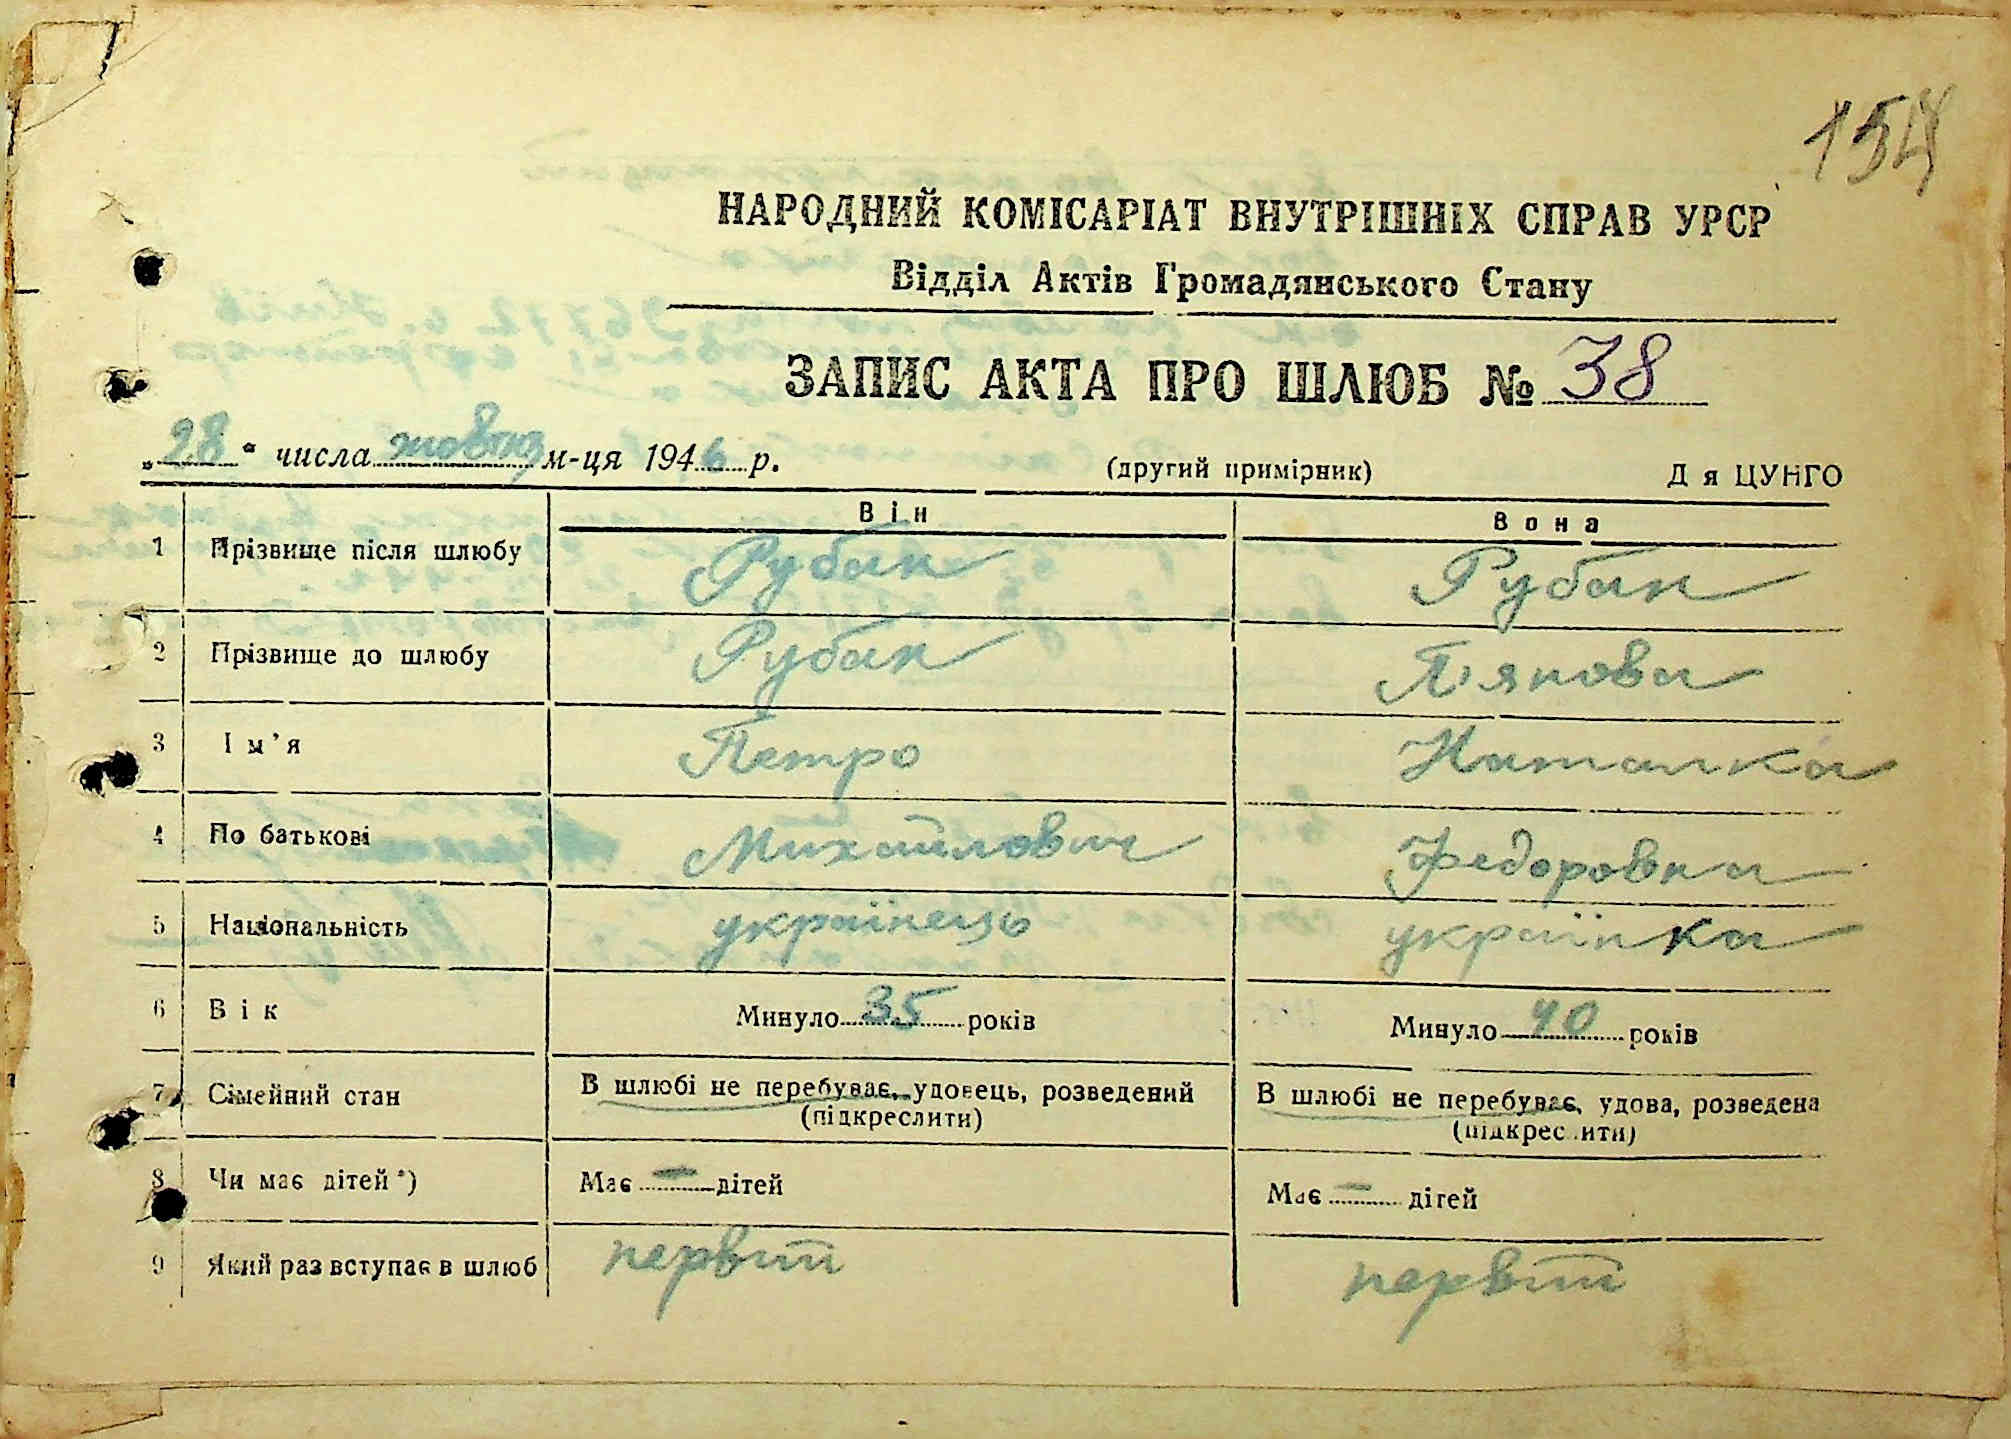 НАРОДНИЙ КОМІСАРІАТ ВНУТРІШНІХ СПРАВ УРСР
Відділ Актів Громадянського Стану
ЗАПИС АКТА ПРО ШЛЮБ № 38
„28“ числа жовтня м-ця 1946 р. (другий примірник) Д я ЦУНГО
Він Вона
1 Прізвище після шлюбу Рубан Рубан
2 Прізвище до шлюбу Рубан П'янова
3 Ім’я Петро Наталка
4 По батькові Михайлович Федоровна
5 Національність українець українка
6 Вік Минуло 35 років Минуло 40 років
7 Сімейний стан В шлюбі не перебуває, удовець, розведений В шлюбі не перебуває, удова, розведена
(підкреслити) (підкреслити)
8 Чи має дітей*) Має — дітей Має — дітей
9 Який раз вступає в шлюб первий первий